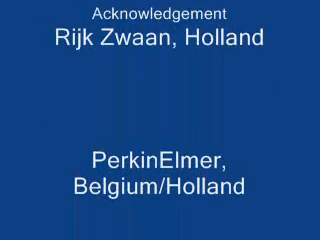 Acknowledgement
Rijk Zwaan, Holland
PerkinElmer,
Belgium/Holland